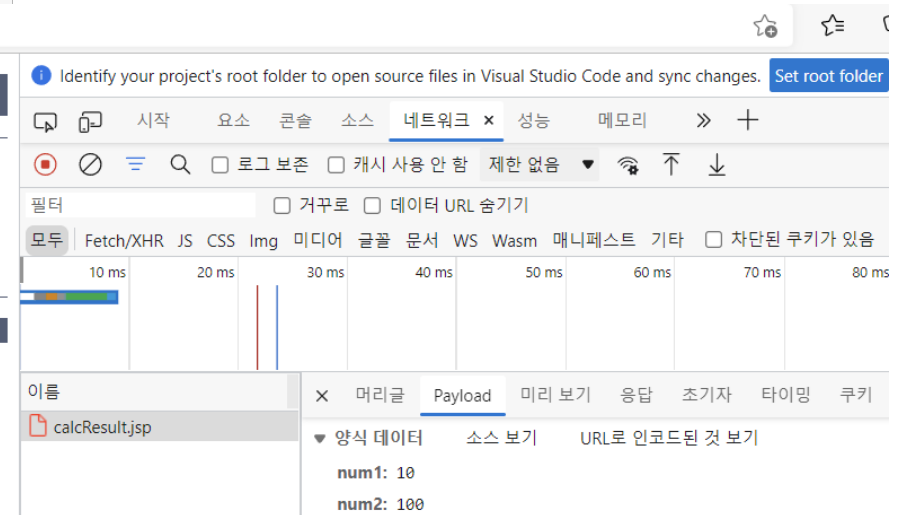 Identify your project's root folder to open source files in Visual Studio Code and sync changes. Set root folder
시작 요소 콘솔 소스 네트워크 성능 메모리
로그 보존 캐시 사용 안 함 제한 없음
필터 거꾸로 데이터 URL 숨기기
모두 Fetch/XHR JS CSS Img 미디어 글꼴 문서 WS Wasm 매니페스트 기타 차단된 쿠키가 있음
10 ms 20 ms 30 ms 40 ms 50 ms 60 ms 70 ms 80 ms
이름 머리글 Payload 미리 보기 응답 초기자 타이밍 쿠키
calcResult.jsp 양식 데이터 소스 보기 URL로 인코드된 것 보기
num1: 10
num2: 100